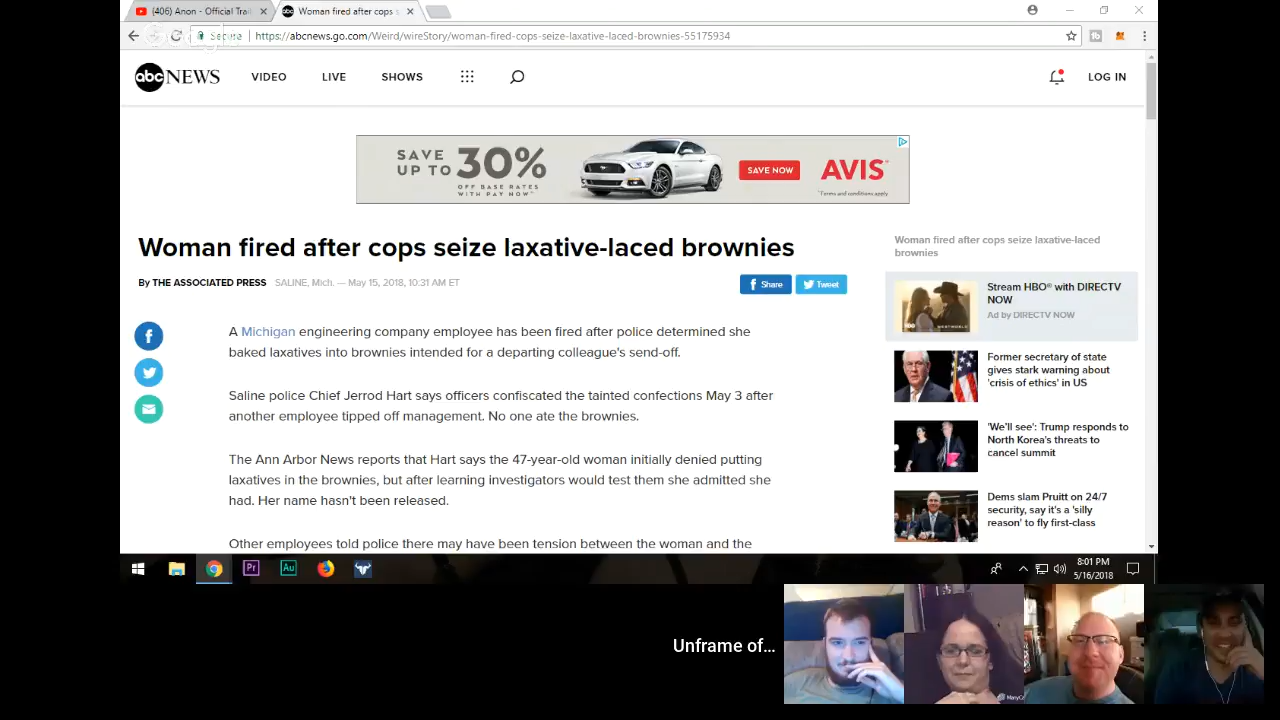 (406) Anon - Official Trai
Woman fired after cops s
Secure
https://abcnews.go.com/Weird/wireStory/woman-fired-cops-seize-laxative-laced-brownies-55175934
abc NEWS
VIDEO
LIVE
SHOWS
LOG IN
SAVE
UP TO 30%
OFF BASE RATES
WITH PAY NOW
SAVE NOW
AVIS
*Terms and conditions apply.
Woman fired after cops seize laxative-laced brownies
By THE ASSOCIATED PRESS SALINE, Mich. — May 15, 2018, 10:31 AM ET
Share
Tweet
A Michigan engineering company employee has been fired after police determined she
baked laxatives into brownies intended for a departing colleague's send-off.
Saline police Chief Jerrod Hart says officers confiscated the tainted confections May 3 after
another employee tipped off management. No one ate the brownies.
The Ann Arbor News reports that Hart says the 47-year-old woman initially denied putting
laxatives in the brownies, but after learning investigators would test them she admitted she
had. Her name hasn't been released.
Other employees told police there may have been tension between the woman and the
Woman fired after cops seize laxative-laced
brownies
Stream HBO® with DIRECTV
NOW
Ad by DIRECTV NOW
Former secretary of state
gives stark warning about
'crisis of ethics' in US
'We'll see': Trump responds to
North Korea's threats to
cancel summit
Dems slam Pruitt on 24/7
security, say it's a 'silly
reason' to fly first-class
Pr
Au
8:01 PM
5/16/2018
Unframe of...